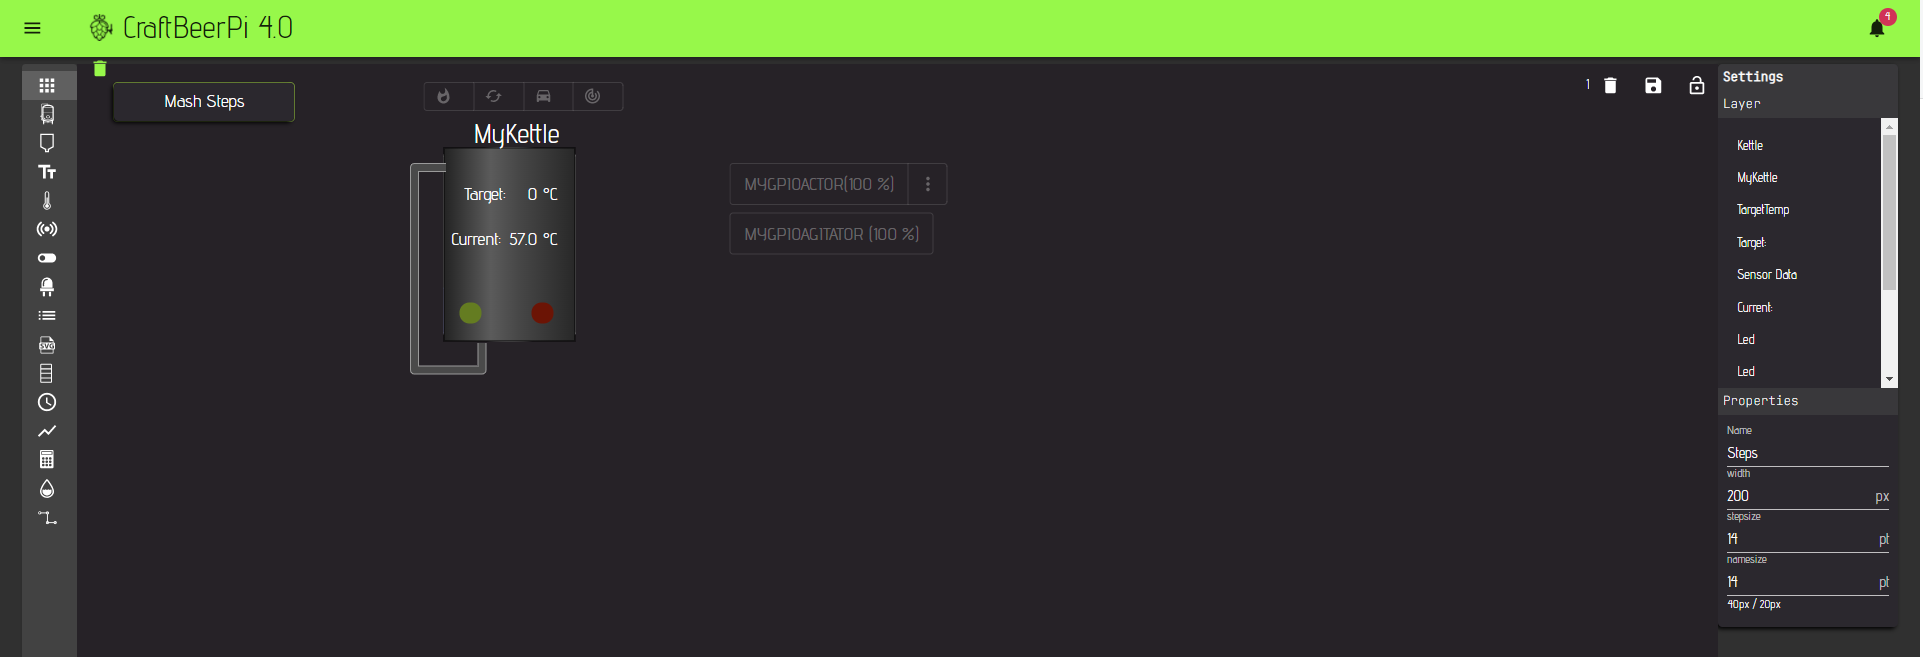 CraftBeerPi 4.0
4
Mash Steps
1
MyKettle
Target: 0 °C
Current: 57.0 °C
MYGPIOACTOR(100 %)
MYGPIOAGITATOR (100 %)
TT
SVG
Settings
Layer
Kettle
MyKettle
TargetTemp
Target:
Sensor Data
Current:
Led
Led
Properties
Name
Steps
width
200 px
stepsize
14 pt
namesize
14 pt
40px / 20px